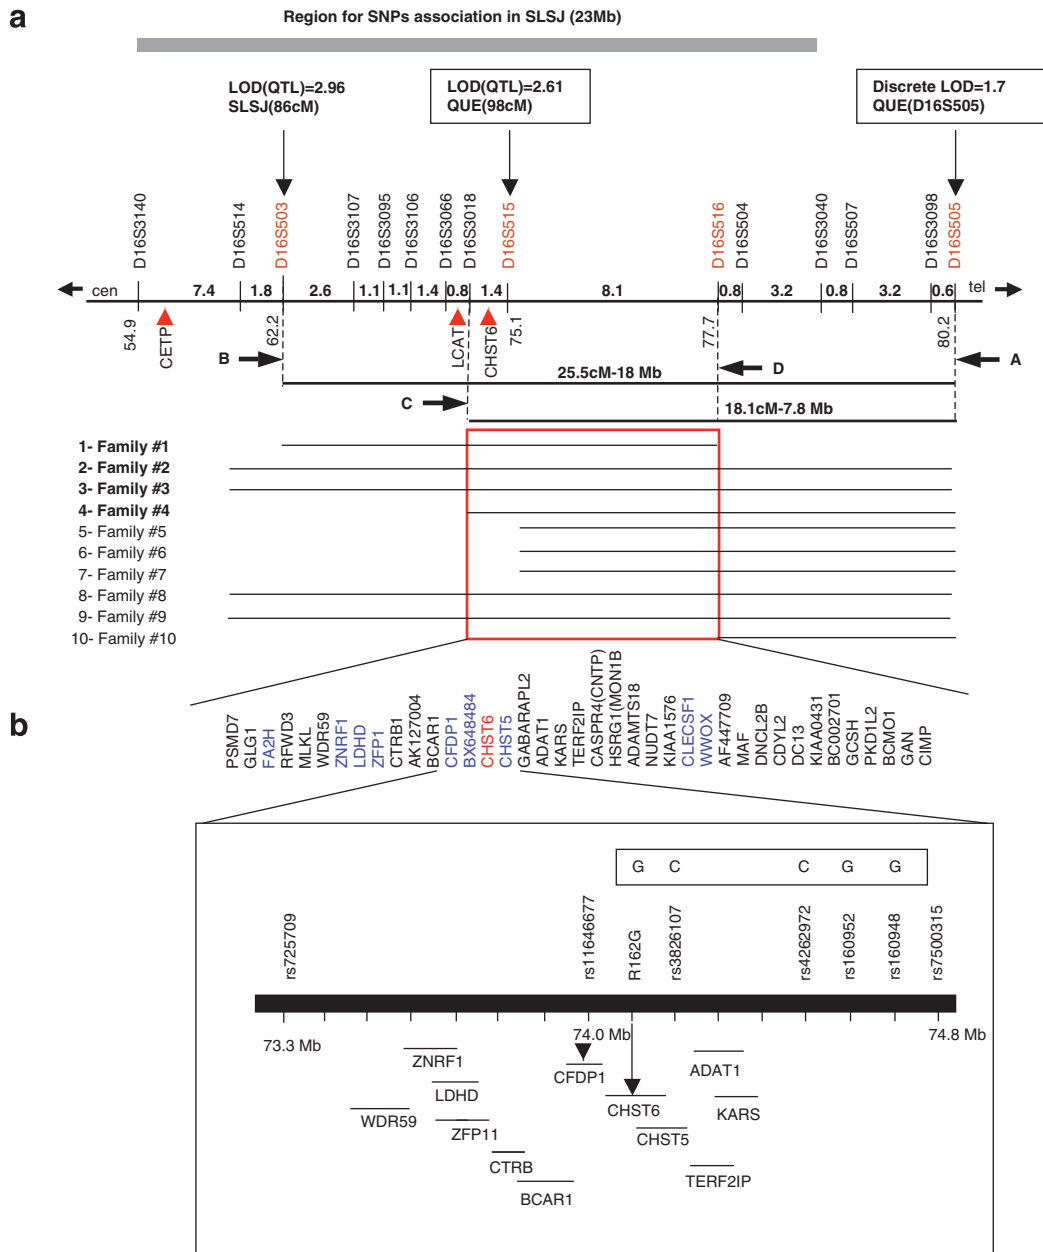 a
Region for SNPs association in SLSJ (23Mb)
LOD(QTL)=2.96
SLSJ(86cM)
LOD(QTL)=2.61
QUE(98cM)
Discrete LOD=1.7
QUE(D16S505)
D16S3140
D16S514
D16S503
D16S3107
D16S3095
D16S3106
D16S3066
D16S3018
D16S515
D16S516
D16S504
D16S3040
D16S507
D16S3098
D16S505
cen 7.4 1.8 2.6 1.1 1.1 1.4 0.8 1.4 8.1 0.8 3.2 0.8 3.2 0.6 tel
54.9
CETP
62.2
LCAT
CHST6
75.1
77.7
80.2
B
D
A
25.5cM-18 Mb
C
18.1cM-7.8 Mb
1- Family #1
2- Family #2
3- Family #3
4- Family #4
5- Family #5
6- Family #6
7- Family #7
8- Family #8
9- Family #9
10- Family #10
b
PSMD7
GLG1
FA2H
RFWD3
MLKL
WDR59
ZNRF1
LDHD
ZFP1
CTRB1
AK127004
BCAR1
CFDP1
BX648484
CHST6
CHST5
GABARAPL2
ADAT1
KARS
TERF2IP
CASPR4(CNTP)
HSRG1(MON1B
ADAMTS18
NUDT7
KIAA1576
CLECSF1
WWOX
AF447709
MAF
DNCL2B
CDYL2
DC13
KIAA0431
BC002701
GCSH
PKD1L2
BCMO1
GAN
CIMP
G C C G G
rs725709
rs11646677
R162G
rs3826107
rs4262972
rs160952
rs160948
rs7500315
73.3 Mb
74.0 Mb
74.8 Mb
ZNRF1
CFDP1
ADAT1
LDHD
CHST6
KARS
WDR59
ZFP11
CHST5
CTRB
TERF2IP
BCAR1